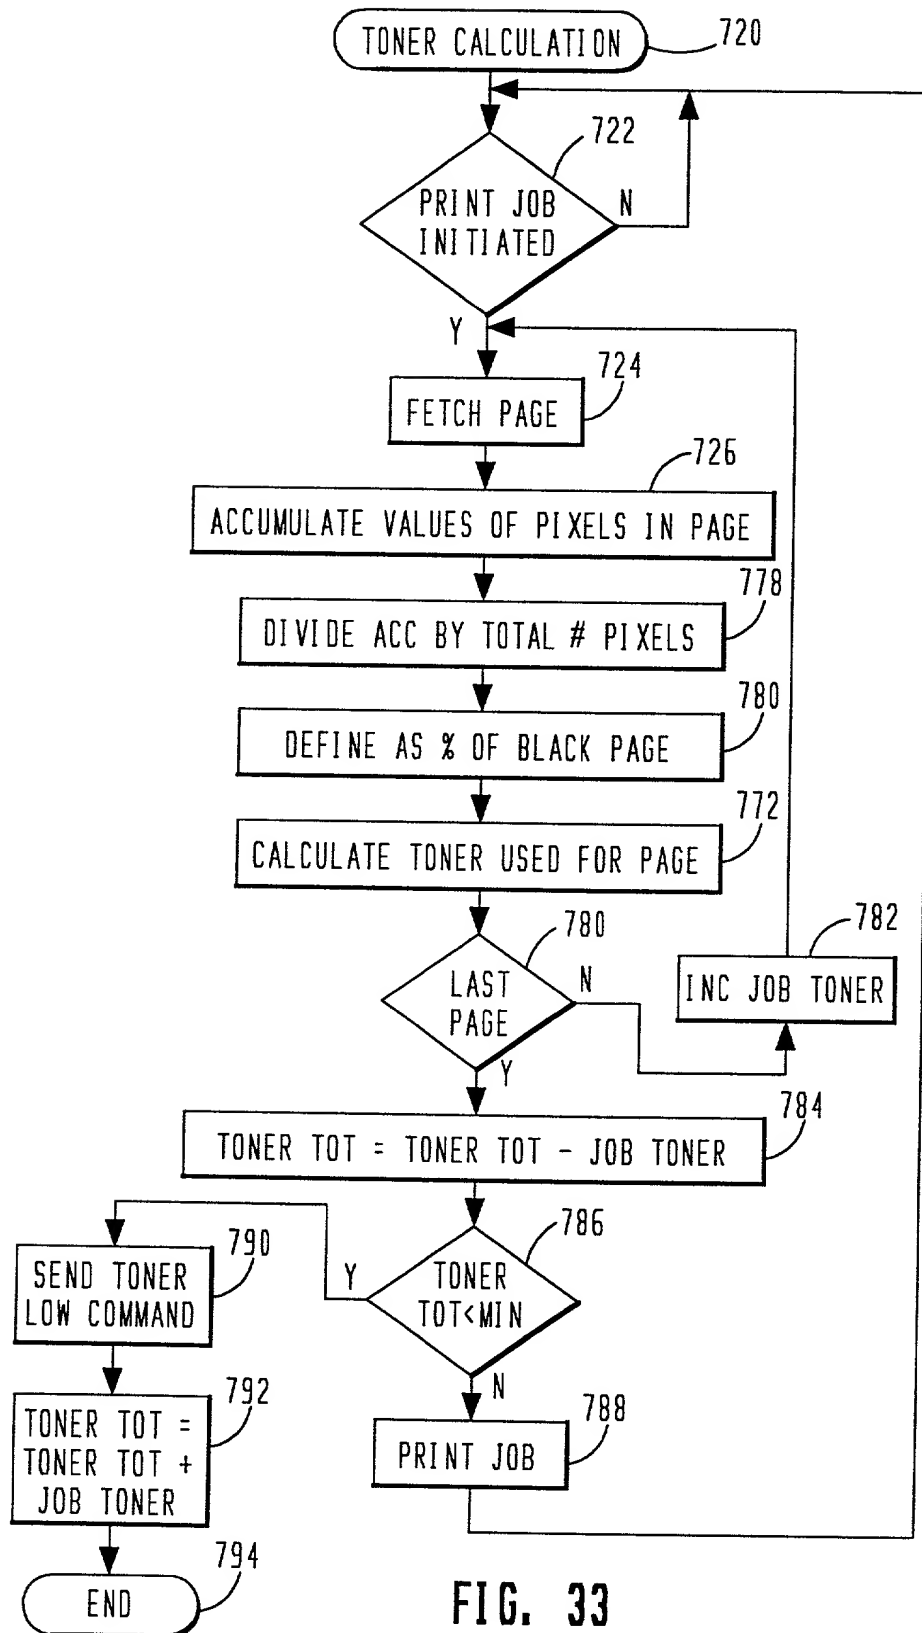 TONER CALCULATION
720
722
PRINT JOB
INITIATED
N
Y
724
FETCH PAGE
726
ACCUMULATE VALUES OF PIXELS IN PAGE
778
DIVIDE ACC BY TOTAL # PIXELS
780
DEFINE AS % OF BLACK PAGE
772
CALCULATE TONER USED FOR PAGE
780
LAST
PAGE
N
782
INC JOB TONER
Y
784
TONER TOT = TONER TOT - JOB TONER
786
TONER
TOT<MIN
Y
790
SEND TONER
LOW COMMAND
N
788
PRINT JOB
792
TONER TOT =
TONER TOT +
JOB TONER
794
END
FIG. 33